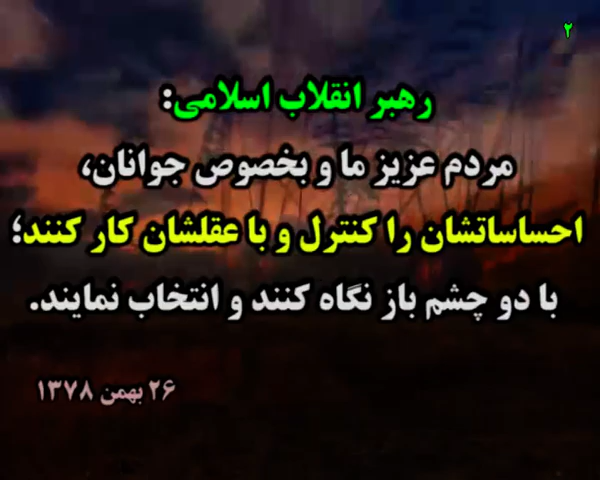 ۲
رهبر انقلاب اسلامی:
مردم عزیز ما و بخصوص جوانان،
احساساتشان را کنترل و با عقلشان کار کنند؛
با دو چشم باز نگاه کنند و انتخاب نمایند.
۲۶ بهمن ۱۳۷۸